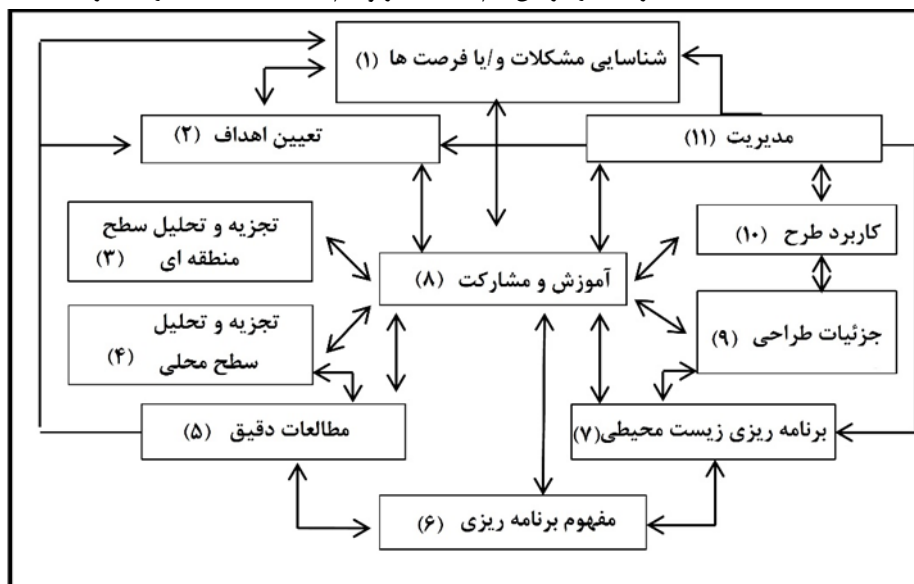 شناسایی مشکلات و/یا فرصت ها (۱)
تعیین اهداف (۲)
مدیریت (۱۱)
تجزیه و تحلیل سطح
منطقه ای (۳)
کاربرد طرح (۱۰)
آموزش و مشارکت (۸)
تجزیه و تحلیل
سطح محلی (۴)
جزئیات طراحی (۹)
مطالعات دقیق (۵)
برنامه ریزی زیست محیطی (۷)
مفهوم برنامه ریزی (۶)